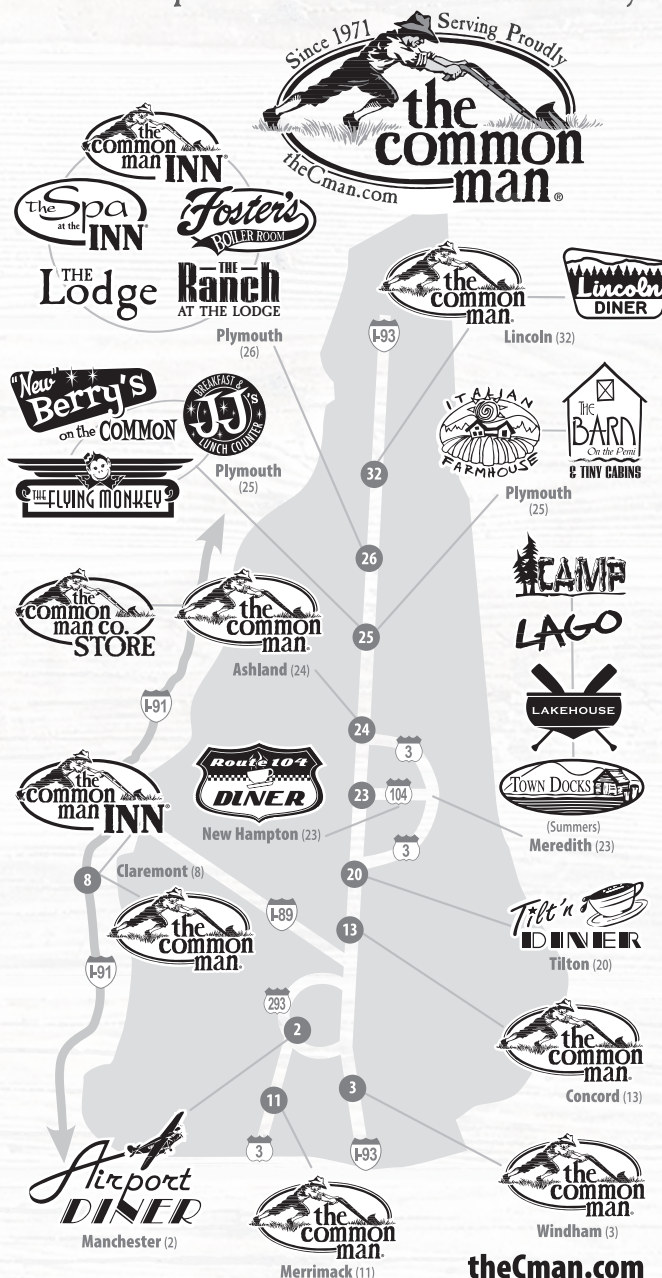 Since 1971
Serving Proudly
the
common
man®
theCman.com
the
common
man INN®
The Spa
at the INN®
Foster's
BOILER ROOM
THE
Lodge
THE
Ranch
AT THE LODGE
Plymouth
(26)
the
common
man®
Lincoln
DINER
Lincoln (32)
I-93
"New"
Berry's
on the COMMON
BREAKFAST &
JJ's
LUNCH COUNTER
THE FLYING MONKEY
Plymouth
(25)
ITALIAN
FARMHOUSE
THE
BARN
On the Pemi
& TINY CABINS
Plymouth
(25)
32
26
25
the
common
man co.
STORE
the
common
man®
Ashland (24)
CAMP
LAGO
LAKEHOUSE
TOWN DOCKS
(Summers)
Meredith (23)
I-91
24
3
23
104
3
20
the
common
man INN®
Route 104
DINER
New Hampton (23)
8
Claremont (8)
the
common
man®
I-89
13
Tilt'n
DINER
Tilton (20)
I-91
293
2
the
common
man®
Concord (13)
11
3
3
I-93
Airport
DINER
Manchester (2)
the
common
man®
Merrimack (11)
the
common
man®
Windham (3)
theCman.com